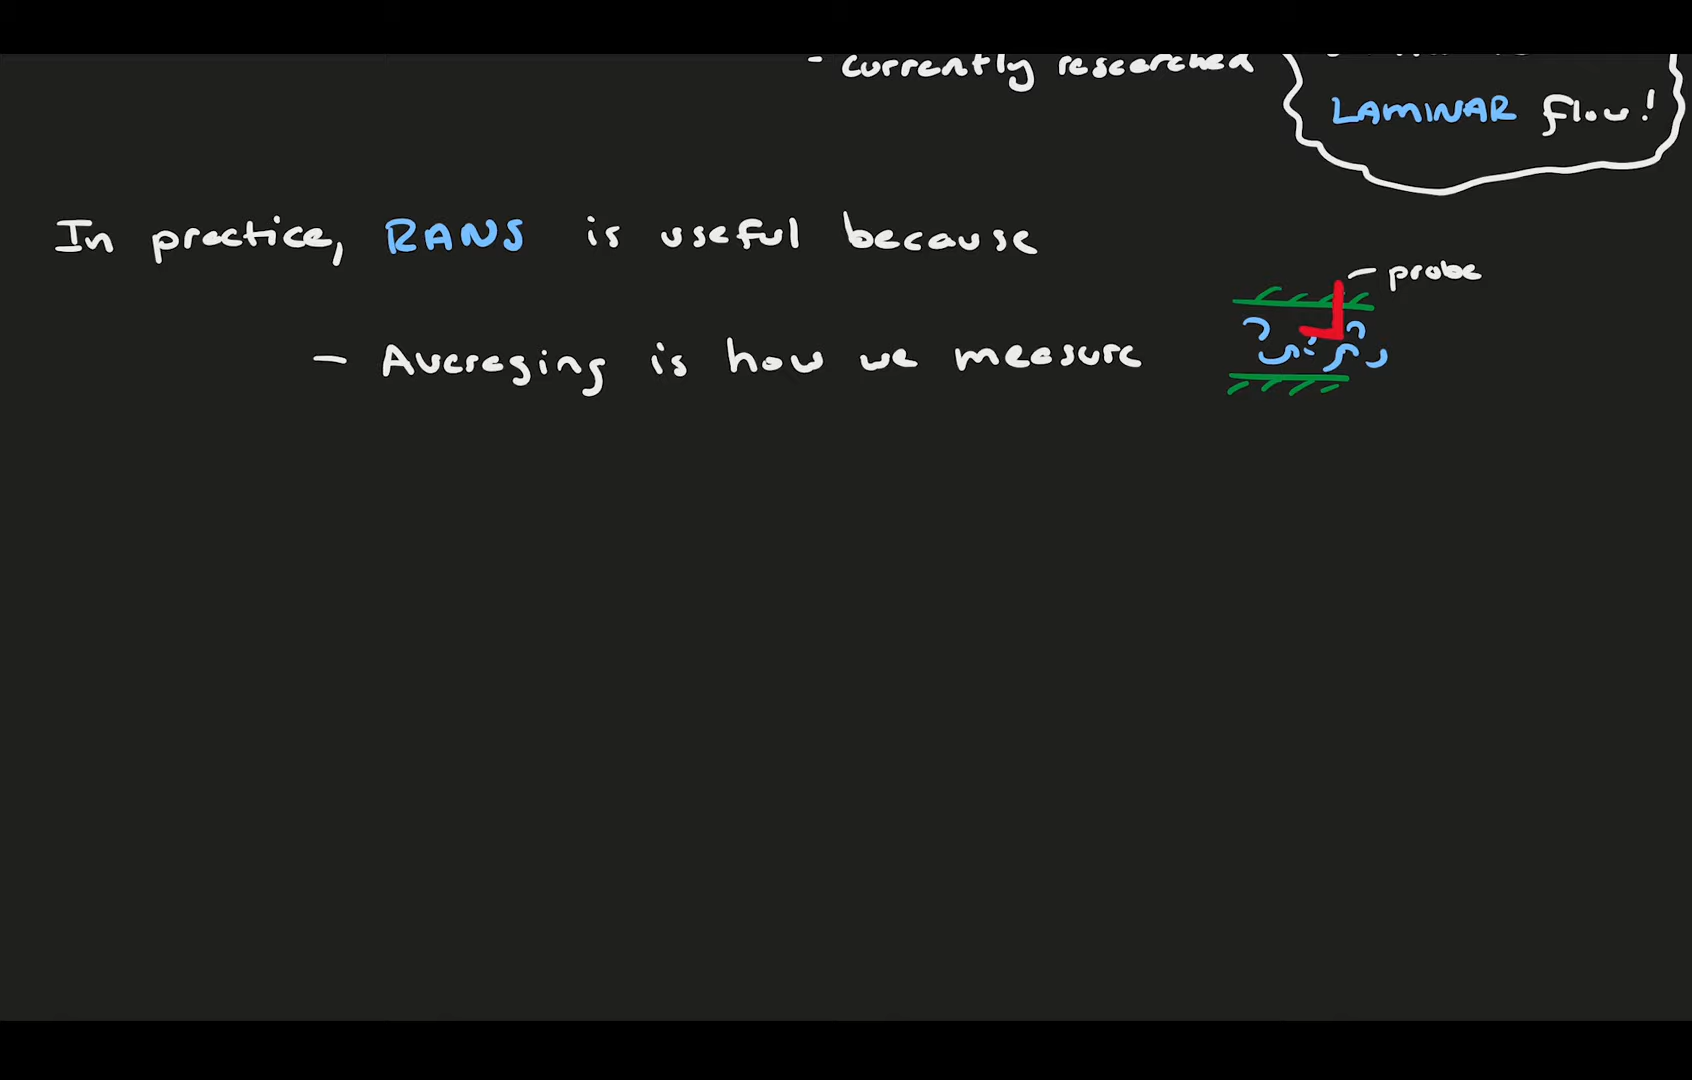 - currently researched
LAMINAR flow!
In practice, RANS is useful because
probe
- Averaging is how we measure